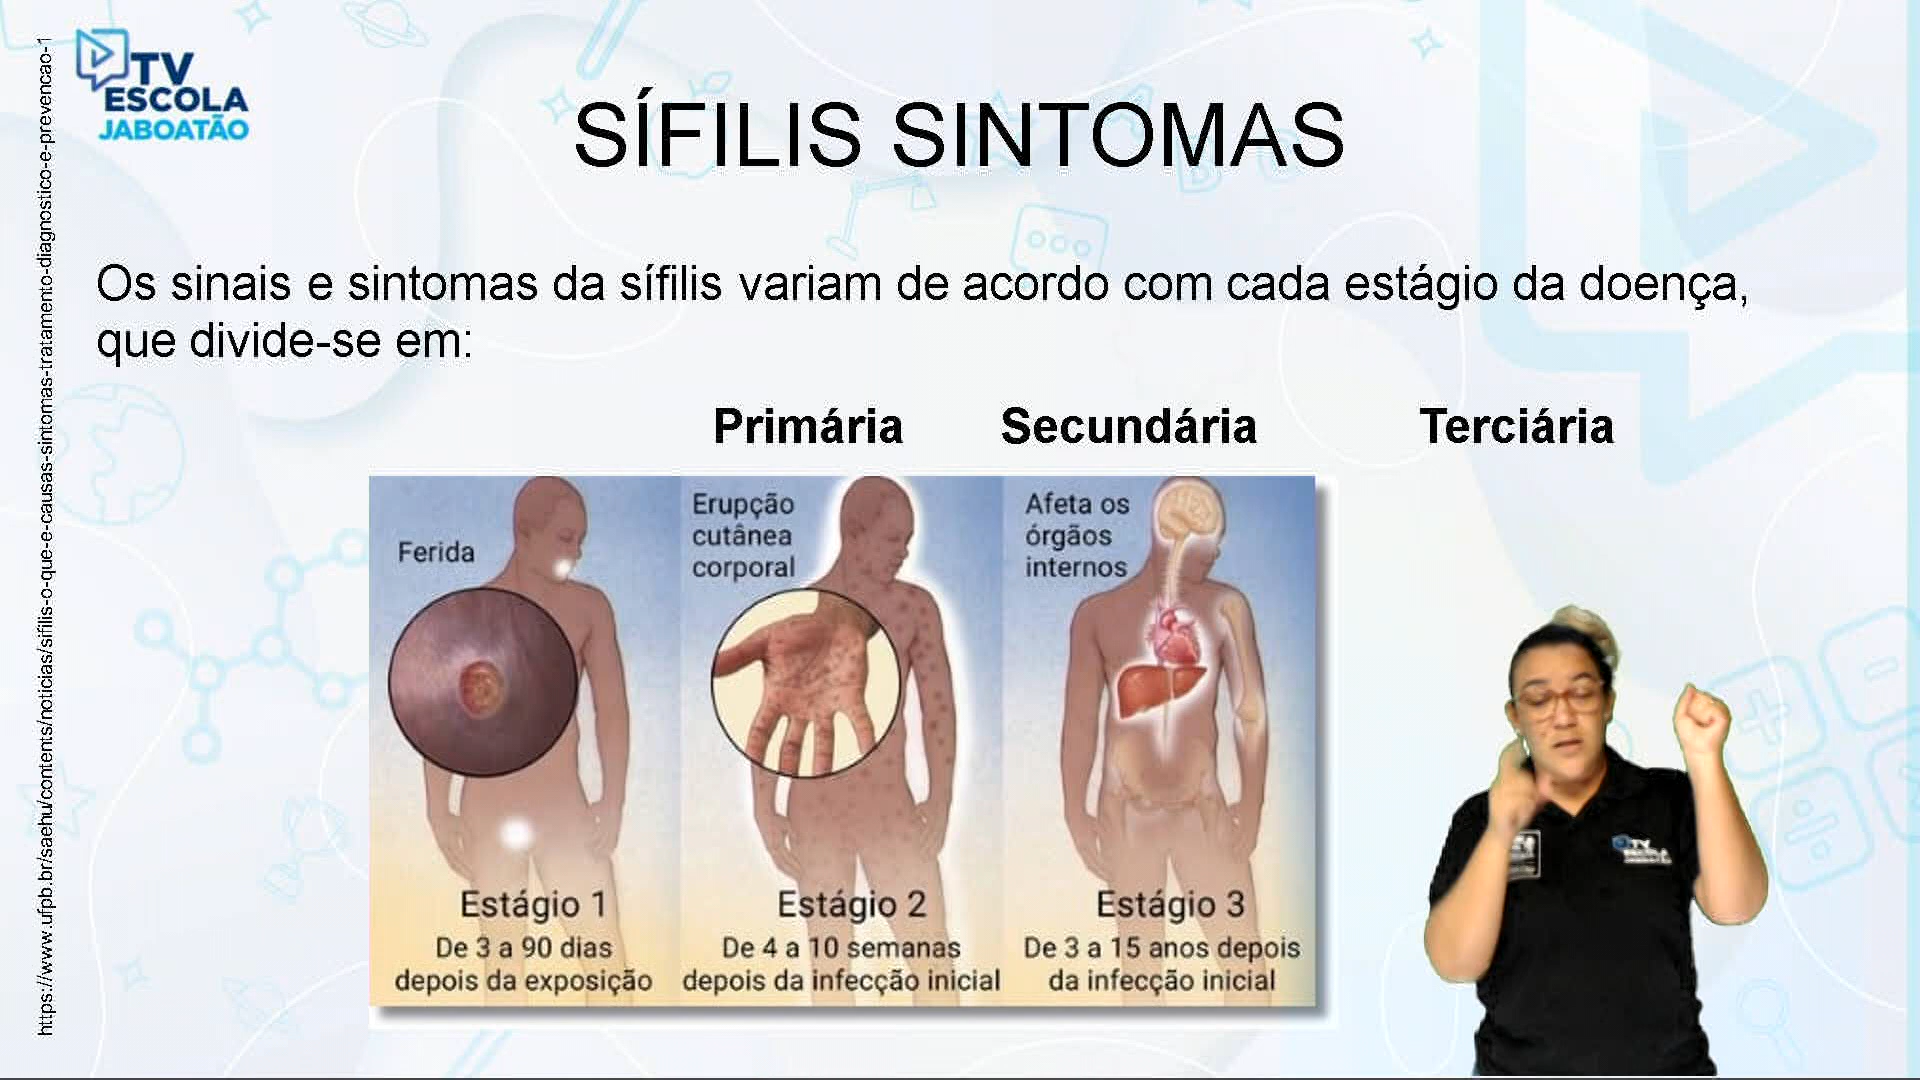 TV
ESCOLA
JABOATÃO
https://www.ufpb.br/saehu/contents/noticias/sifilis-o-que-e-causas-sintomas-tratamento-diagnostico-e-prevencao-1
SÍFILIS SINTOMAS
Os sinais e sintomas da sífilis variam de acordo com cada estágio da doença,
que divide-se em:
Primária Secundária Terciária
Ferida
Erupção
cutânea
corporal
Afeta os
órgãos
internos
Estágio 1
De 3 a 90 dias
depois da exposição
Estágio 2
De 4 a 10 semanas
depois da infecção inicial
Estágio 3
De 3 a 15 anos depois
da infecção inicial
TV
ESCOLA